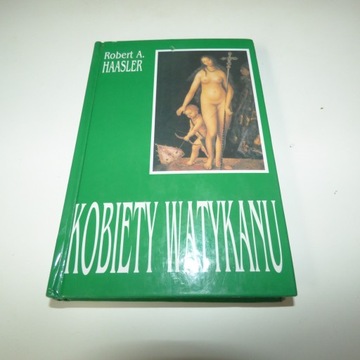 Robert A.
HAASLER
KOBIETY WATYKANU